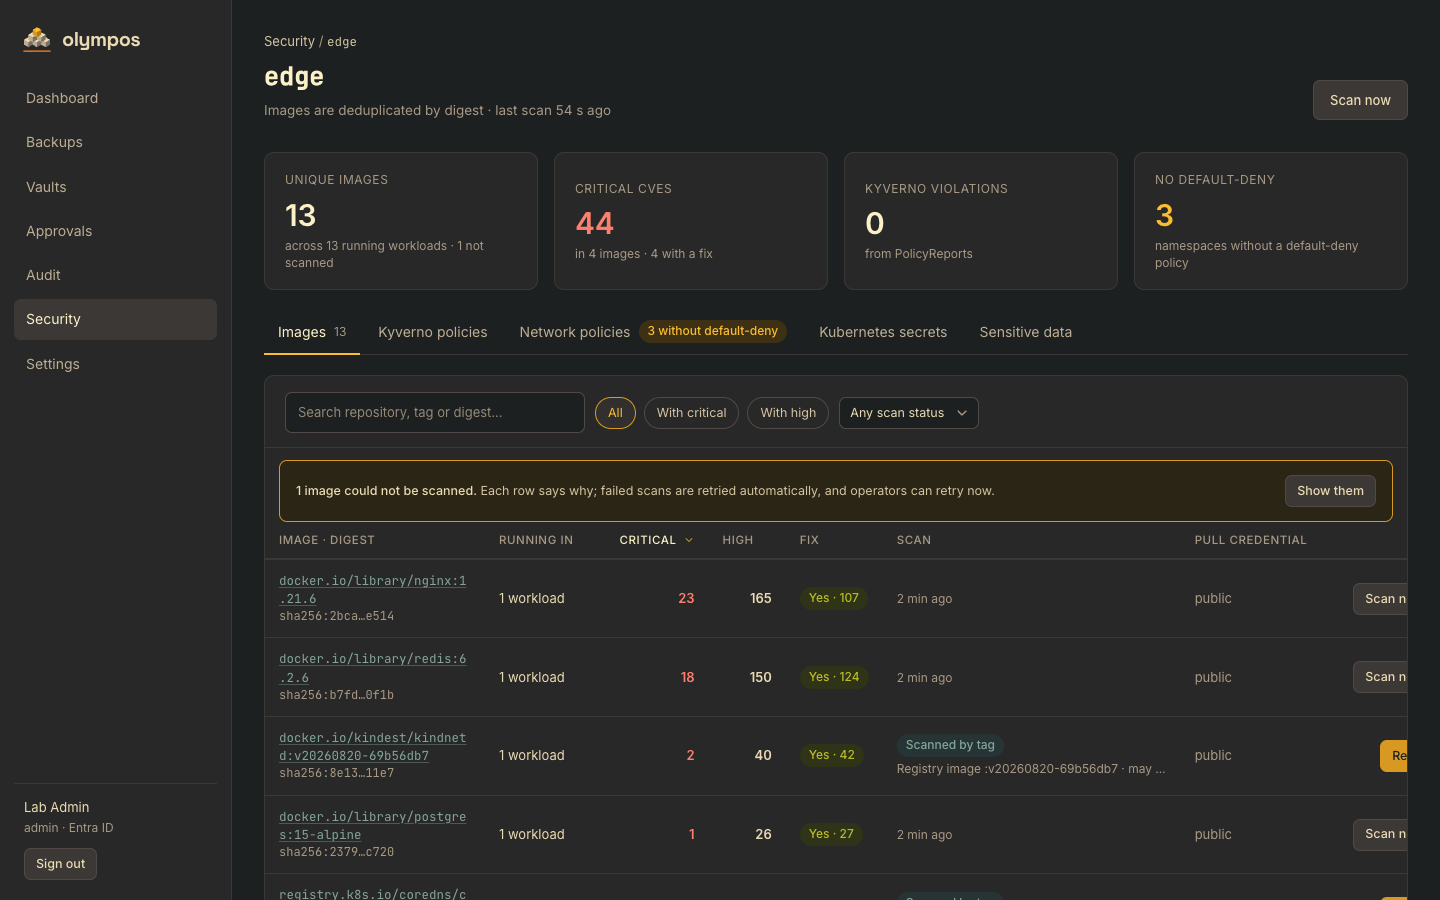 olympos
Dashboard
Backups
Vaults
Approvals
Audit
Security
Settings
Lab Admin
admin · Entra ID
Sign out
Security / edge
edge
Images are deduplicated by digest · last scan 54 s ago
Scan now
UNIQUE IMAGES
13
across 13 running workloads · 1 not
scanned
CRITICAL CVES
44
in 4 images · 4 with a fix
KYVERNO VIOLATIONS
0
from PolicyReports
NO DEFAULT-DENY
3
namespaces without a default-deny
policy
Images 13 Kyverno policies Network policies 3 without default-deny Kubernetes secrets Sensitive data
Search repository, tag or digest... All With critical With high Any scan status
1 image could not be scanned. Each row says why; failed scans are retried automatically, and operators can retry now. Show them
IMAGE · DIGEST RUNNING IN CRITICAL HIGH FIX SCAN PULL CREDENTIAL
docker.io/library/nginx:1
.21.6
sha256:2bca…e514
1 workload 23 165 Yes · 107 2 min ago public Scan n
docker.io/library/redis:6
.2.6
sha256:b7fd…0f1b
1 workload 18 150 Yes · 124 2 min ago public Scan n
docker.io/kindest/kindnet
d:v20260820-69b56db7
sha256:8e13…11e7
1 workload 2 40 Yes · 42 Scanned by tag
Registry image :v20260820-69b56db7 · may ...
public Re
docker.io/library/postgre
s:15-alpine
sha256:2379…c720
1 workload 1 26 Yes · 27 2 min ago public Scan n
registry.k8s.io/coredns/c